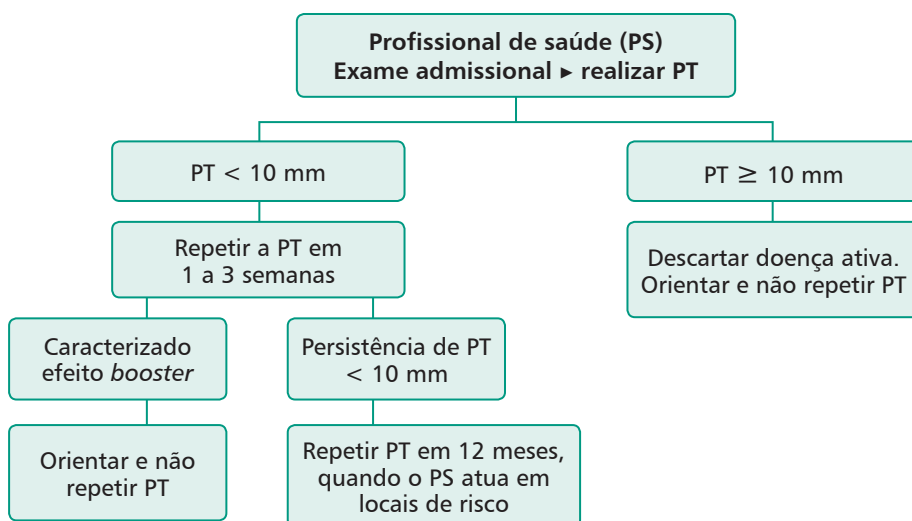 Profissional de saúde (PS)
Exame admissional ▸ realizar PT
PT < 10 mm
PT ≥ 10 mm
Repetir a PT em
1 a 3 semanas
Descartar doença ativa.
Orientar e não repetir PT
Caracterizado
efeito booster
Persistência de PT
< 10 mm
Orientar e não
repetir PT
Repetir PT em 12 meses,
quando o PS atua em
locais de risco